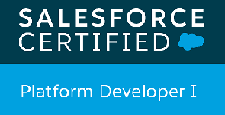 SALESFORCE
CERTIFIED
Platform Developer I